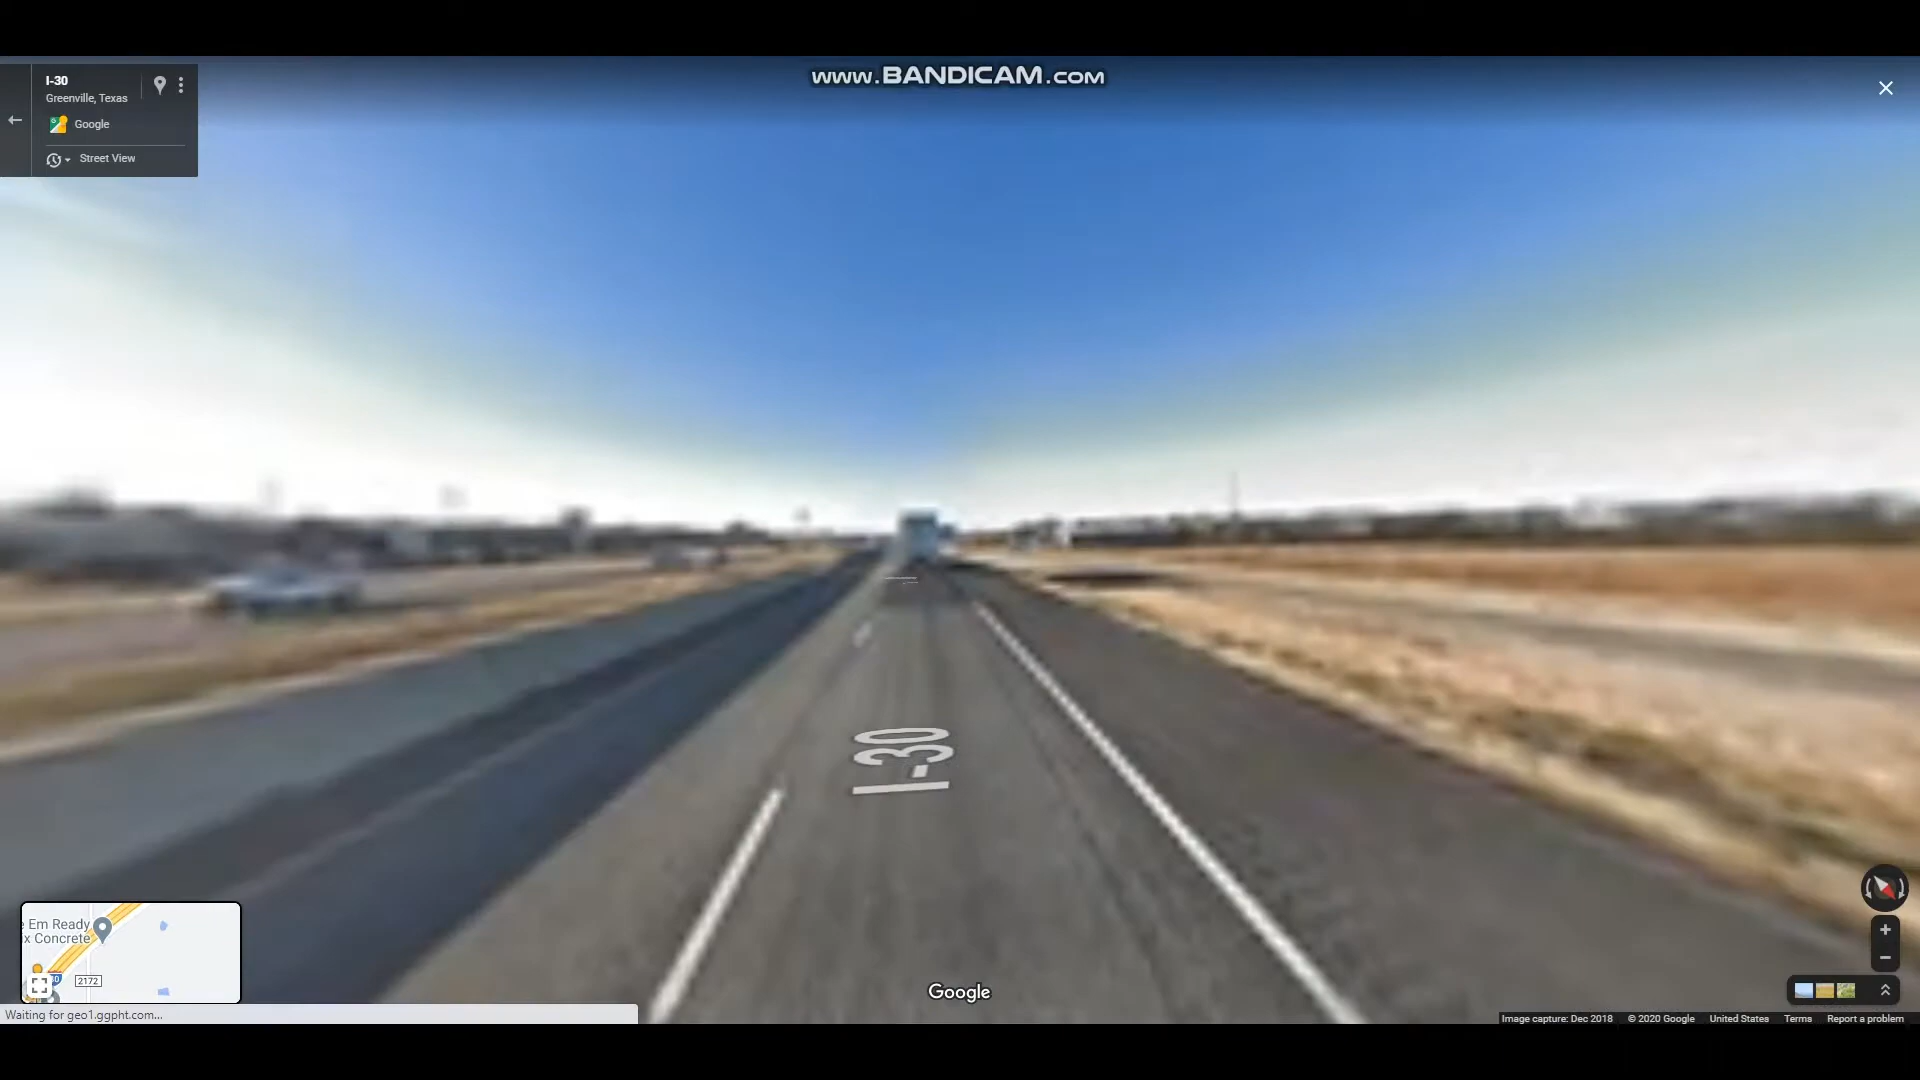 www.BANDICAM.com
I-30
Greenville, Texas
Google
Street View
I-30
Em Ready
x Concrete
2172
Google
Waiting for geo1.ggpht.com...
Image capture: Dec 2018 © 2020 Google United States Terms Report a problem